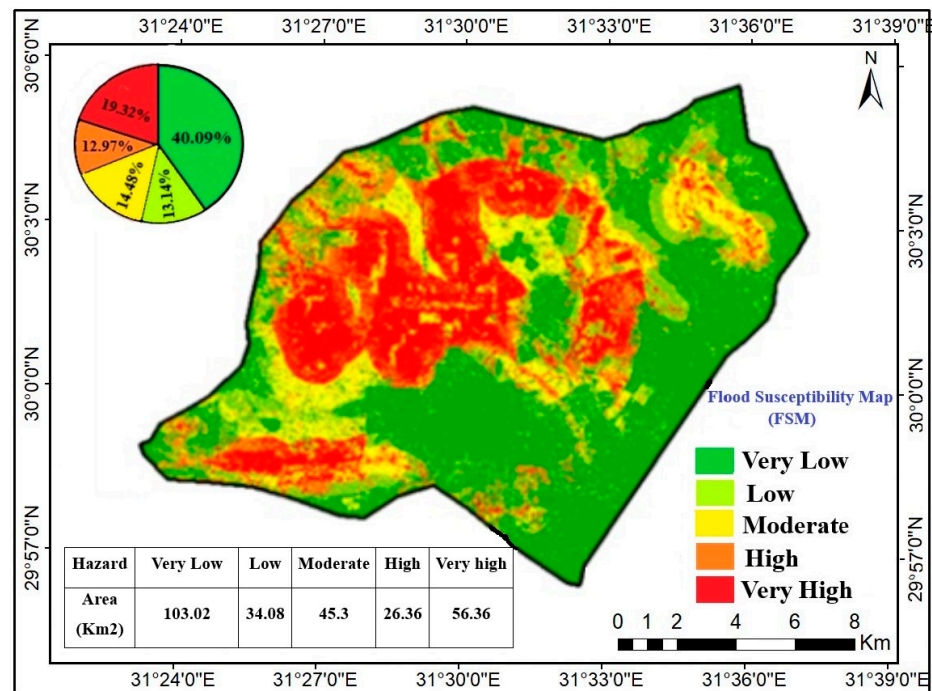 31°24'0"E 31°27'0"E 31°30'0"E 31°33'0"E 31°36'0"E 31°39'0"E
30°6'0"N
N
19.32%
40.09%
12.97%
14.48%
13.14%
30°3'0"N
30°3'0"N
30°0'0"N
30°0'0"N
Flood Susceptibility Map
(FSM)
Very Low
Low
Moderate
High
Very High
29°57'0"N
29°57'0"N
Hazard Very Low Low Moderate High Very high
Area
(Km2) 103.02 34.08 45.3 26.36 56.36
0 1 2 4 6 8
Km
31°24'0"E 31°27'0"E 31°30'0"E 31°33'0"E 31°36'0"E 31°39'0"E